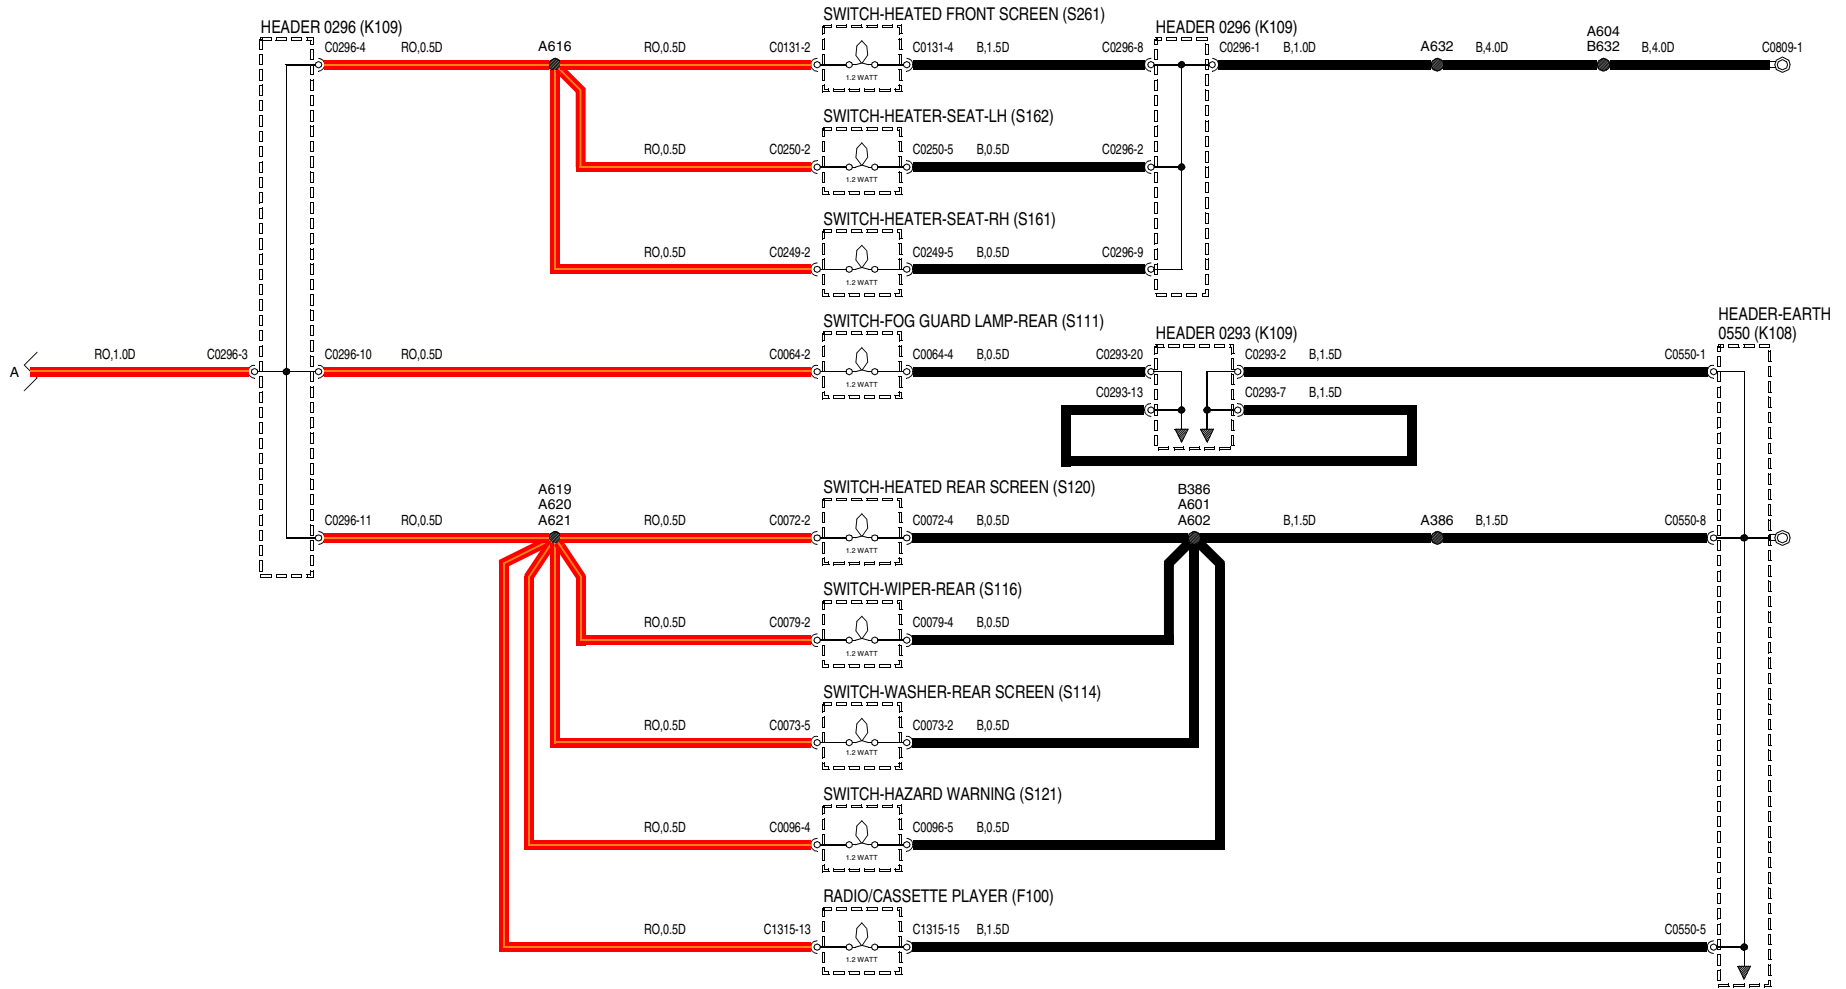 SWITCH-HEATED FRONT SCREEN (S261)
HEADER 0296 (K109)
HEADER 0296 (K109)
A604
C0296-4 RO,0.5D A616 RO,0.5D C0131-2 C0131-4 B,1.5D C0296-8 C0296-1 B,1.0D A632 B,4.0D B632 B,4.0D C0809-1
1.2 WATT
SWITCH-HEATER-SEAT-LH (S162)
RO,0.5D C0250-2 C0250-5 B,0.5D C0296-2
1.2 WATT
SWITCH-HEATER-SEAT-RH (S161)
RO,0.5D C0249-2 C0249-5 B,0.5D C0296-9
1.2 WATT
SWITCH-FOG GUARD LAMP-REAR (S111)
HEADER 0293 (K109)
HEADER-EARTH
0550 (K108)
A RO,1.0D C0296-3 C0296-10 RO,0.5D C0064-2 C0064-4 B,0.5D C0293-20 C0293-2 B,1.5D C0550-1
1.2 WATT
C0293-13 C0293-7 B,1.5D
SWITCH-HEATED REAR SCREEN (S120)
A619
A620
B386
A601
C0296-11 RO,0.5D A621 RO,0.5D C0072-2 C0072-4 B,0.5D A602 B,1.5D A386 B,1.5D C0550-8
1.2 WATT
SWITCH-WIPER-REAR (S116)
RO,0.5D C0079-2 C0079-4 B,0.5D
1.2 WATT
SWITCH-WASHER-REAR SCREEN (S114)
RO,0.5D C0073-5 C0073-2 B,0.5D
1.2 WATT
SWITCH-HAZARD WARNING (S121)
RO,0.5D C0096-4 C0096-5 B,0.5D
1.2 WATT
RADIO/CASSETTE PLAYER (F100)
RO,0.5D C1315-13 C1315-15 B,1.5D C0550-5
1.2 WATT